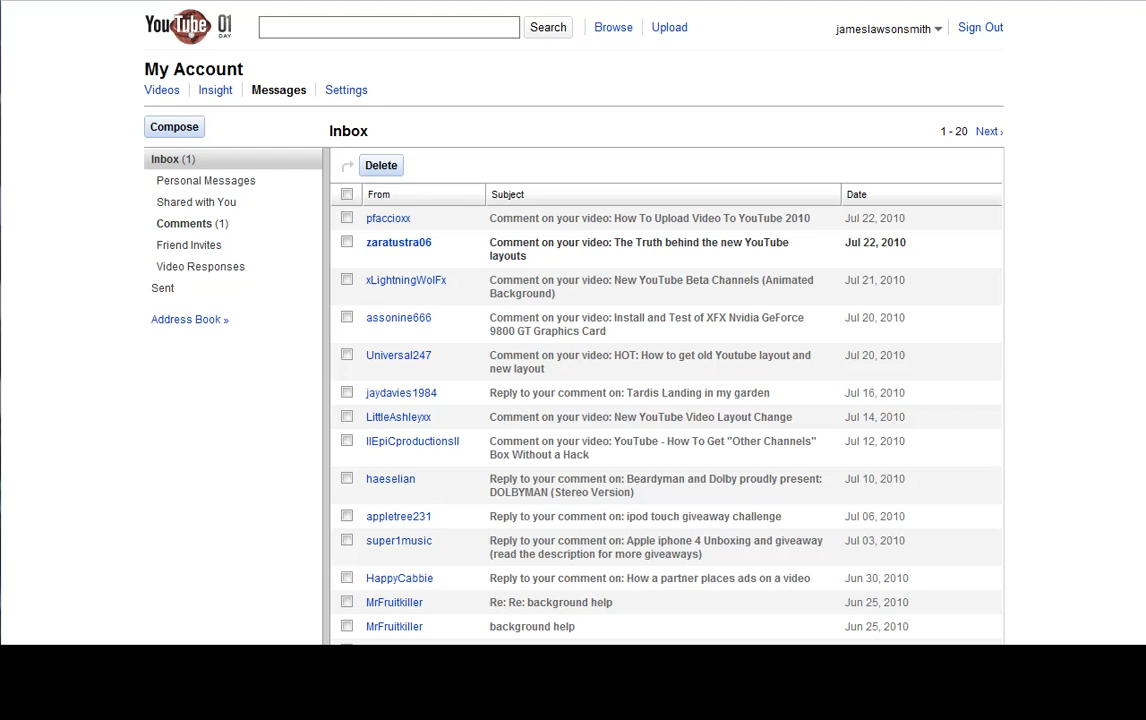 YouTube 01 DAY
Search
Browse
Upload
jameslawsonsmith
Sign Out
My Account
Videos
Insight
Messages
Settings
Compose
Inbox
1 - 20 Next ›
Inbox (1)
Personal Messages
Shared with You
Comments (1)
Friend Invites
Video Responses
Sent
Address Book »
Delete
From Subject Date
pfaccioxx Comment on your video: How To Upload Video To YouTube 2010 Jul 22, 2010
zaratustra06 Comment on your video: The Truth behind the new YouTube Jul 22, 2010
layouts
xLightningWolFx Comment on your video: New YouTube Beta Channels (Animated Jul 21, 2010
Background)
assonine666 Comment on your video: Install and Test of XFX Nvidia GeForce Jul 20, 2010
9800 GT Graphics Card
Universal247 Comment on your video: HOT: How to get old Youtube layout and Jul 20, 2010
new layout
jaydavies1984 Reply to your comment on: Tardis Landing in my garden Jul 16, 2010
LittleAshleyxx Comment on your video: New YouTube Video Layout Change Jul 14, 2010
IIEpiCproductionsII Comment on your video: YouTube - How To Get "Other Channels" Jul 12, 2010
Box Without a Hack
haeselian Reply to your comment on: Beardyman and Dolby proudly present: Jul 10, 2010
DOLBYMAN (Stereo Version)
appletree231 Reply to your comment on: ipod touch giveaway challenge Jul 06, 2010
super1music Reply to your comment on: Apple iphone 4 Unboxing and giveaway Jul 03, 2010
(read the description for more giveaways)
HappyCabbie Reply to your comment on: How a partner places ads on a video Jun 30, 2010
MrFruitkiller Re: Re: background help Jun 25, 2010
MrFruitkiller background help Jun 25, 2010